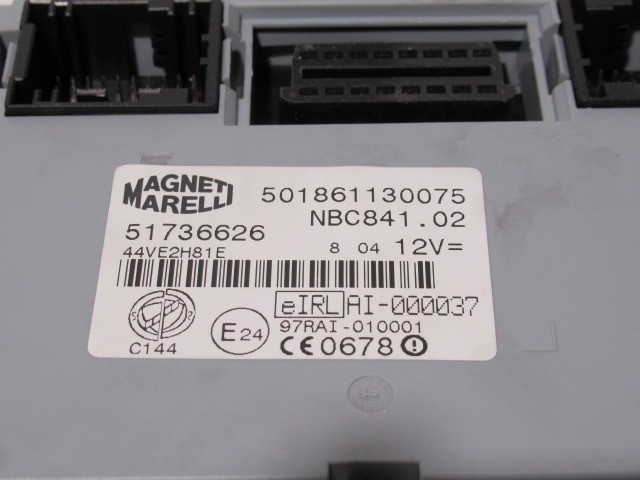 MAGNETI MARELLI
501861130075
NBC841.02
51736626
44VE2H81E
8 04 12V=
eIRL AI-000037
97RAI-010001
E24
CE0678
C144